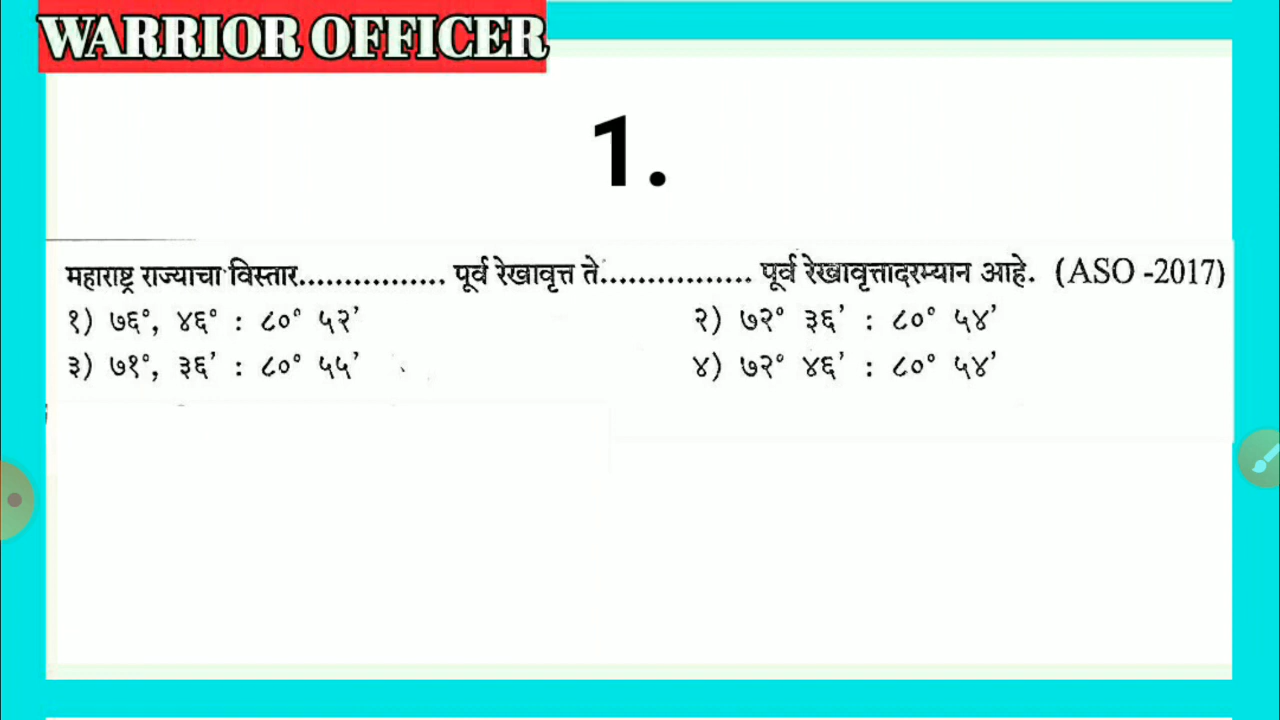 WARRIOR OFFICER
1.
महाराष्ट्र राज्याचा विस्तार................ पूर्व रेखावृत्त ते................. पूर्व रेखावृत्तादरम्यान आहे. (ASO -2017)
१) ७६°, ४६° : ८०° ५२’ २) ७२° ३६’ : ८०° ५४’
३) ७१°, ३६’ : ८०° ५५’ ४) ७२° ४६’ : ८०° ५४’